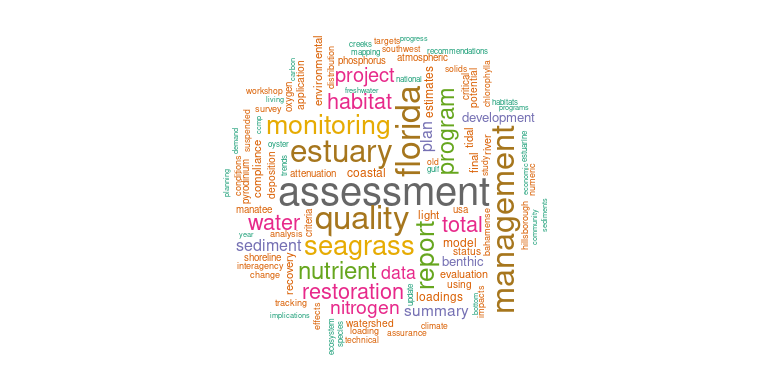 progress
creeks
targets
mapping
southwest
recommendations
phosphorus
atmospheric
environmental
distribution
carbon
oxygen
application
project
national
estimates
solids
critical
potential
chlorophylla
workshop
living
survey
freshwater
habitat
habitats
programs
florida
program
plan
development
suspended
comp
monitoring
demand
oyster
estuary
tidal
river
final
study
estuarine
economic
numeric
old
gulf
trends
attenuation
coastal
planning
conditions
pyrodinium
compliance
deposition
assessment
management
manatee
criteria
quality
light
usa
water
total
bahamense
hillsborough
community
sediments
year
analysis
sediment
seagrass
report
model
status
benthic
shoreline
interagency
change
recovery
nutrient
data
evaluation
using
restoration
update
loadings
bottom
impacts
tracking
implications
effects
nitrogen
summary
watershed
climate
loading
assurance
technical
ecosystem
species